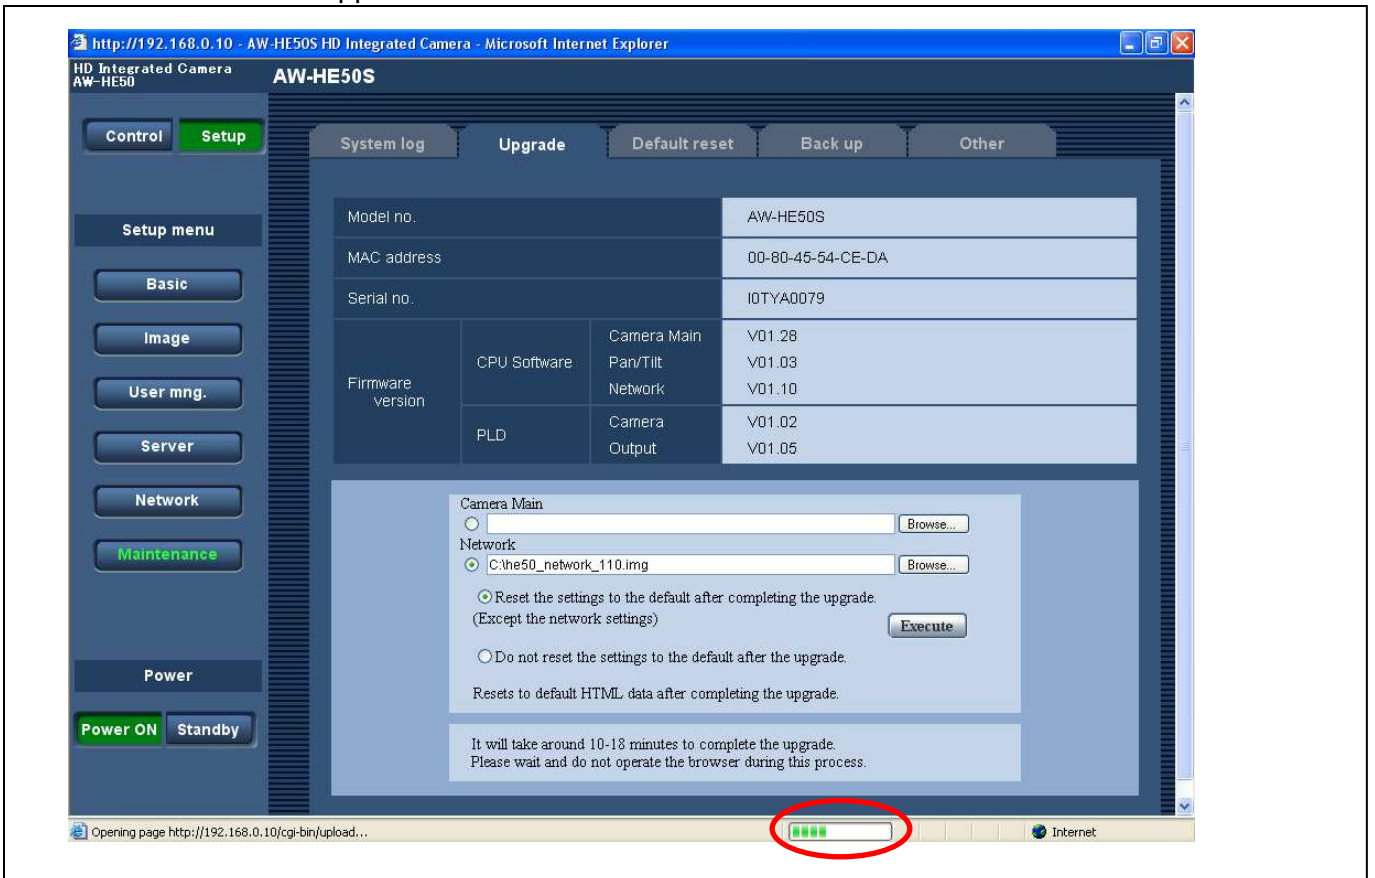 http://192.168.0.10 - AW-HE50S HD Integrated Camera - Microsoft Internet Explorer
HD Integrated Camera
AW-HE50
AW-HE50S
Control Setup
System log Upgrade Default reset Back up Other
Setup menu
Basic
Image
User mng.
Server
Network
Maintenance
Power
Power ON Standby
Model no. AW-HE50S
MAC address 00-80-45-54-CE-DA
Serial no. I0TYA0079
Firmware version
CPU Software
Camera Main V01.28
Pan/Tilt V01.03
Network V01.10
PLD
Camera V01.02
Output V01.05
Camera Main
Browse...
Network
C:\he50_network_110.img Browse...
Reset the settings to the default after completing the upgrade.
(Except the network settings)
Execute
Do not reset the settings to the default after the upgrade.
Resets to default HTML data after completing the upgrade.
It will take around 10-18 minutes to complete the upgrade.
Please wait and do not operate the browser during this process.
Opening page http://192.168.0.10/cgi-bin/upload... Internet